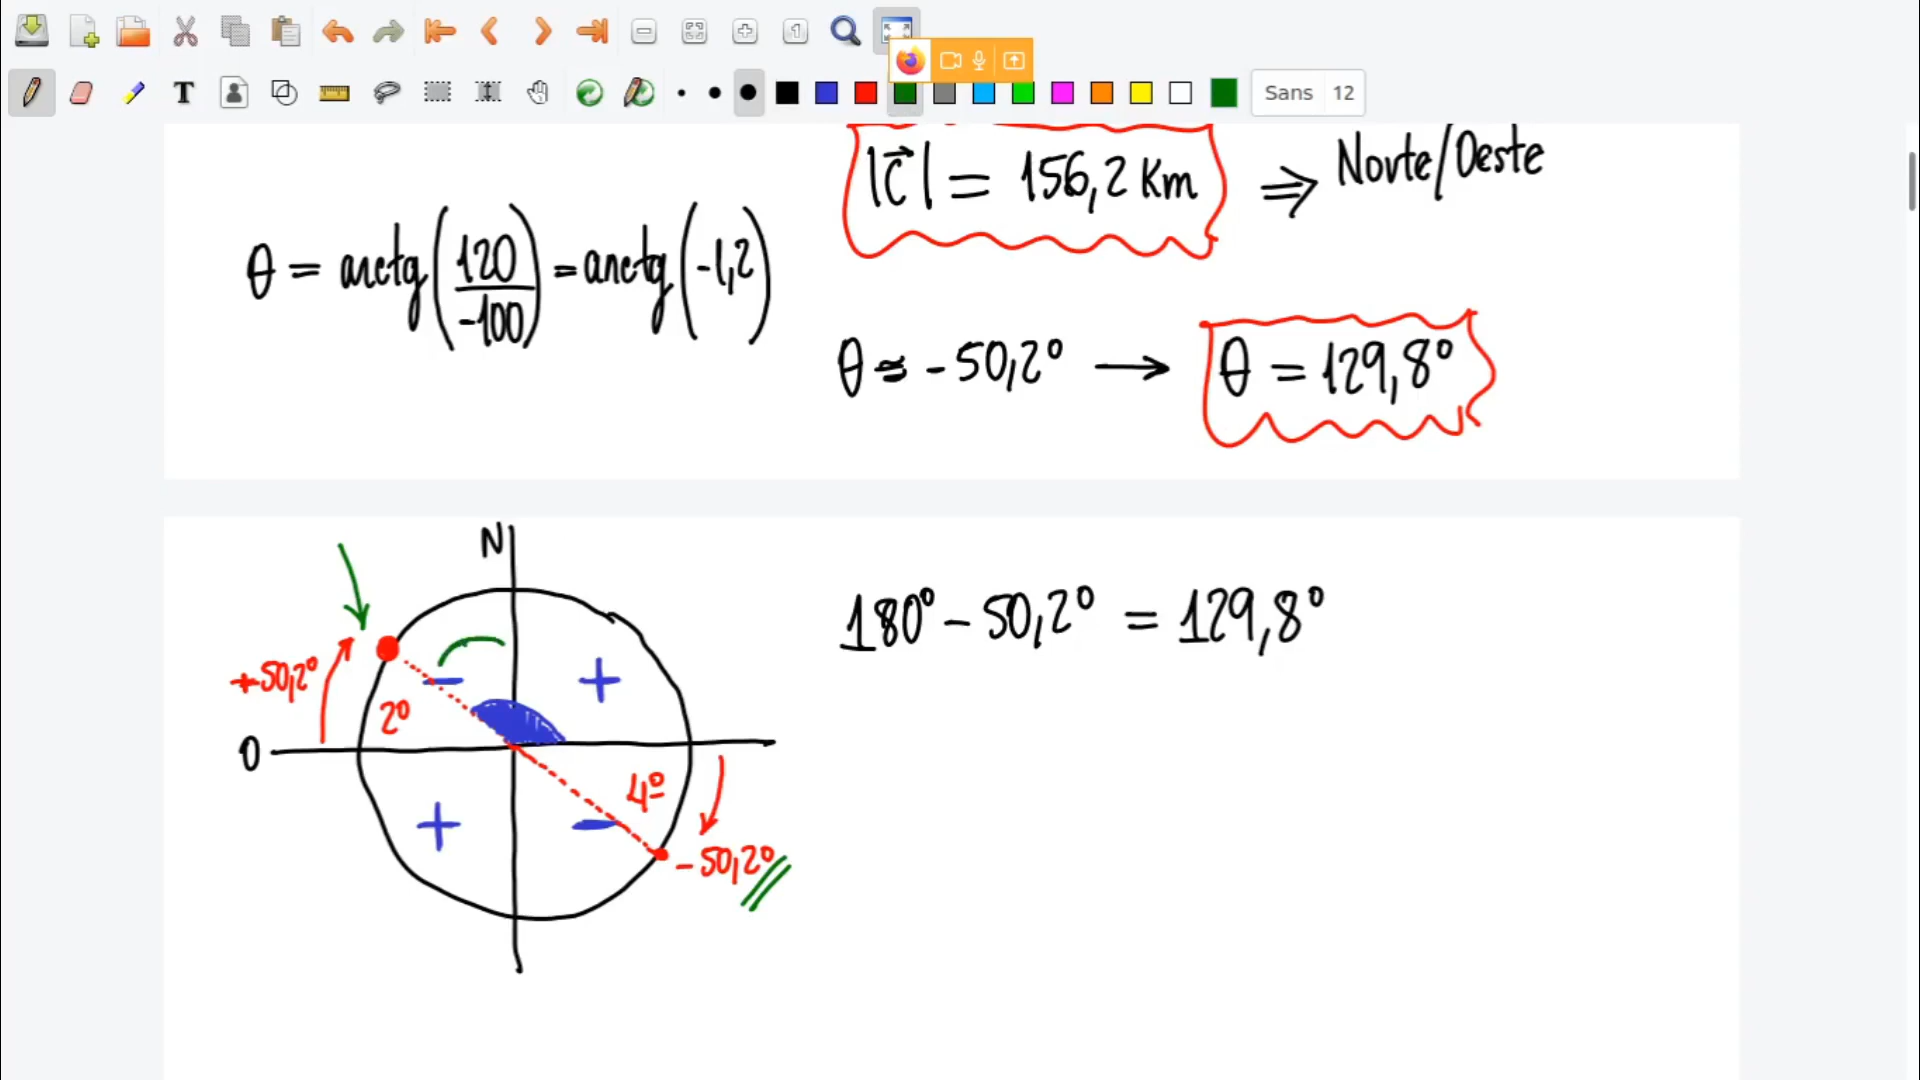 Sans 12
|C⃗| = 156,2 Km ⇒ Norte/Oeste
θ = arctg(120/-100) = arctg(-1,2)
θ ≈ -50,2° → θ = 129,8°
N
180° - 50,2° = 129,8°
+50,2°
- +
2º
O
4º
+ -
-50,2°